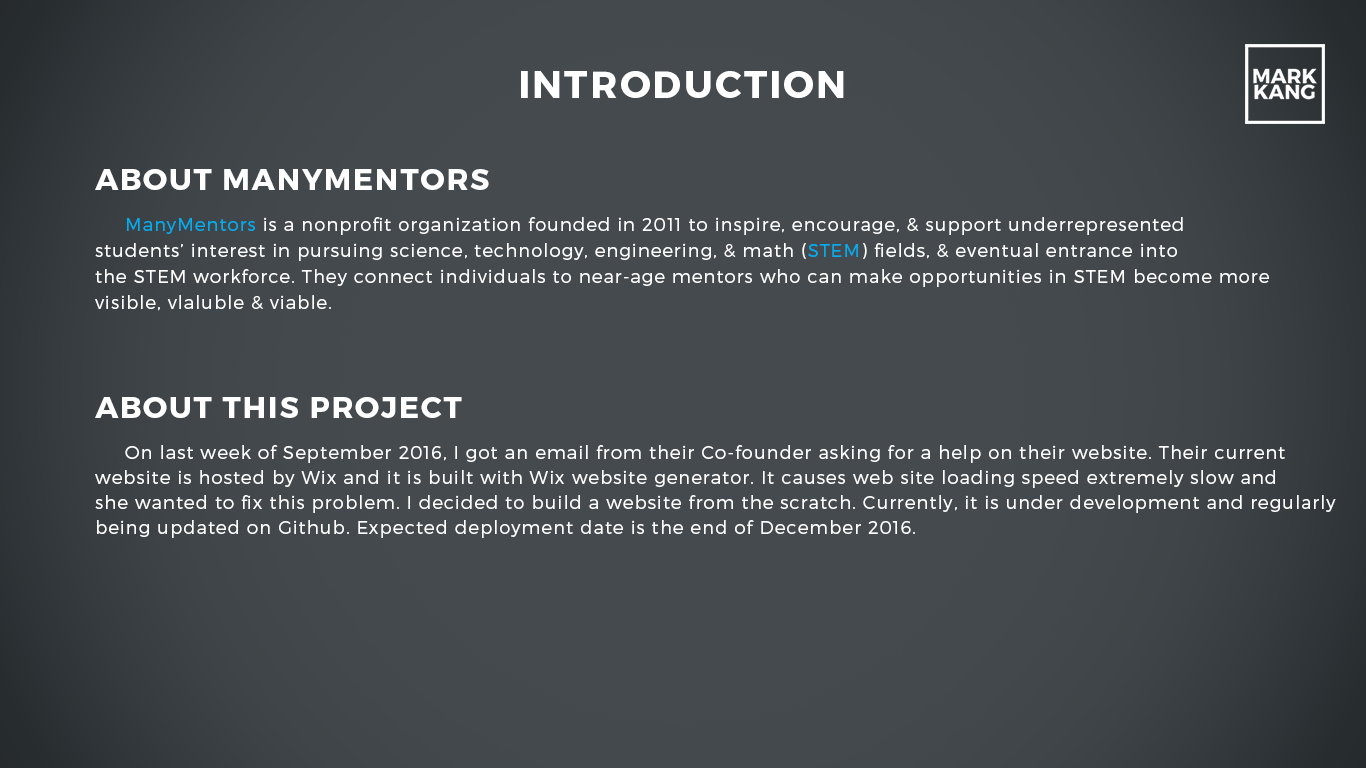 INTRODUCTION
MARK
KANG
ABOUT MANYMENTORS
ManyMentors is a nonprofit organization founded in 2011 to inspire, encourage, & support underrepresented
students’ interest in pursuing science, technology, engineering, & math (STEM) fields, & eventual entrance into
the STEM workforce. They connect individuals to near-age mentors who can make opportunities in STEM become more
visible, vlaluble & viable.
ABOUT THIS PROJECT
On last week of September 2016, I got an email from their Co-founder asking for a help on their website. Their current
website is hosted by Wix and it is built with Wix website generator. It causes web site loading speed extremely slow and
she wanted to fix this problem. I decided to build a website from the scratch. Currently, it is under development and regularly
being updated on Github. Expected deployment date is the end of December 2016.